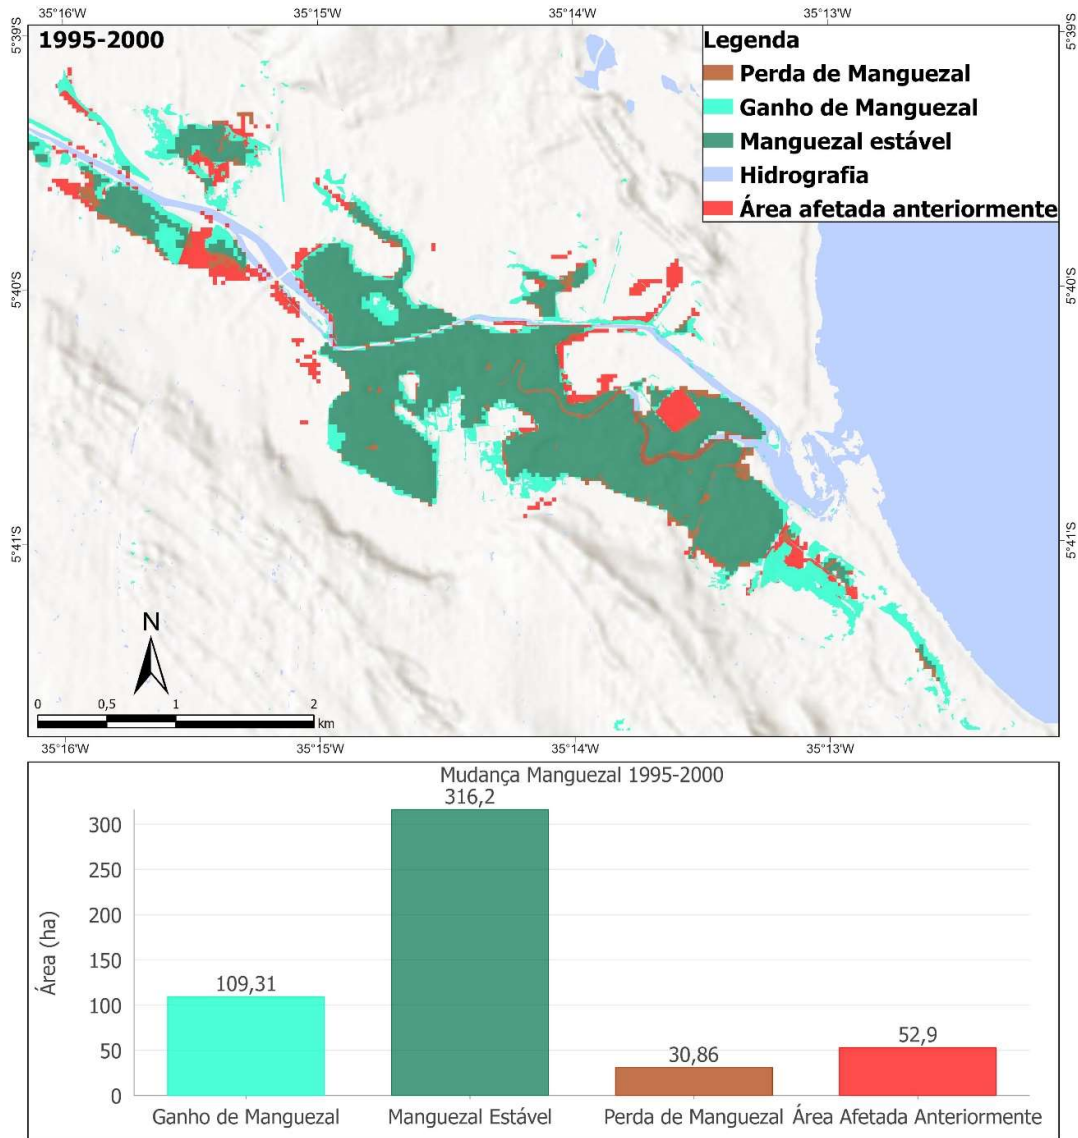 35°16'W 35°15'W 35°14'W 35°13'W
5°39'S 5°39'S
1995-2000
Legenda
Perda de Manguezal
Ganho de Manguezal
Manguezal estável
Hidrografia
Área afetada anteriormente
5°40'S 5°40'S
5°41'S 5°41'S
N
0 0,5 1 2
km
35°16'W 35°15'W 35°14'W 35°13'W
Mudança Manguezal 1995-2000
316,2
300
250
200
150
109,31
100
52,9
50
30,86
0
Área (ha)
Ganho de Manguezal Manguezal Estável Perda de Manguezal Área Afetada Anteriormente